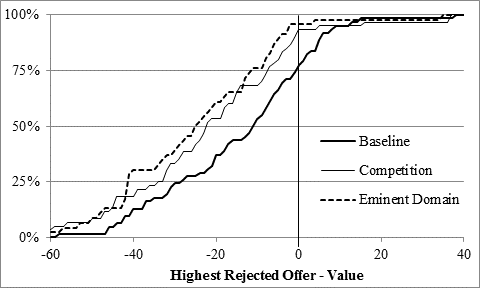 100%
75%
50%
25%
0%
Baseline
Competition
Eminent Domain
-60 -40 -20 0 20 40
Highest Rejected Offer - Value